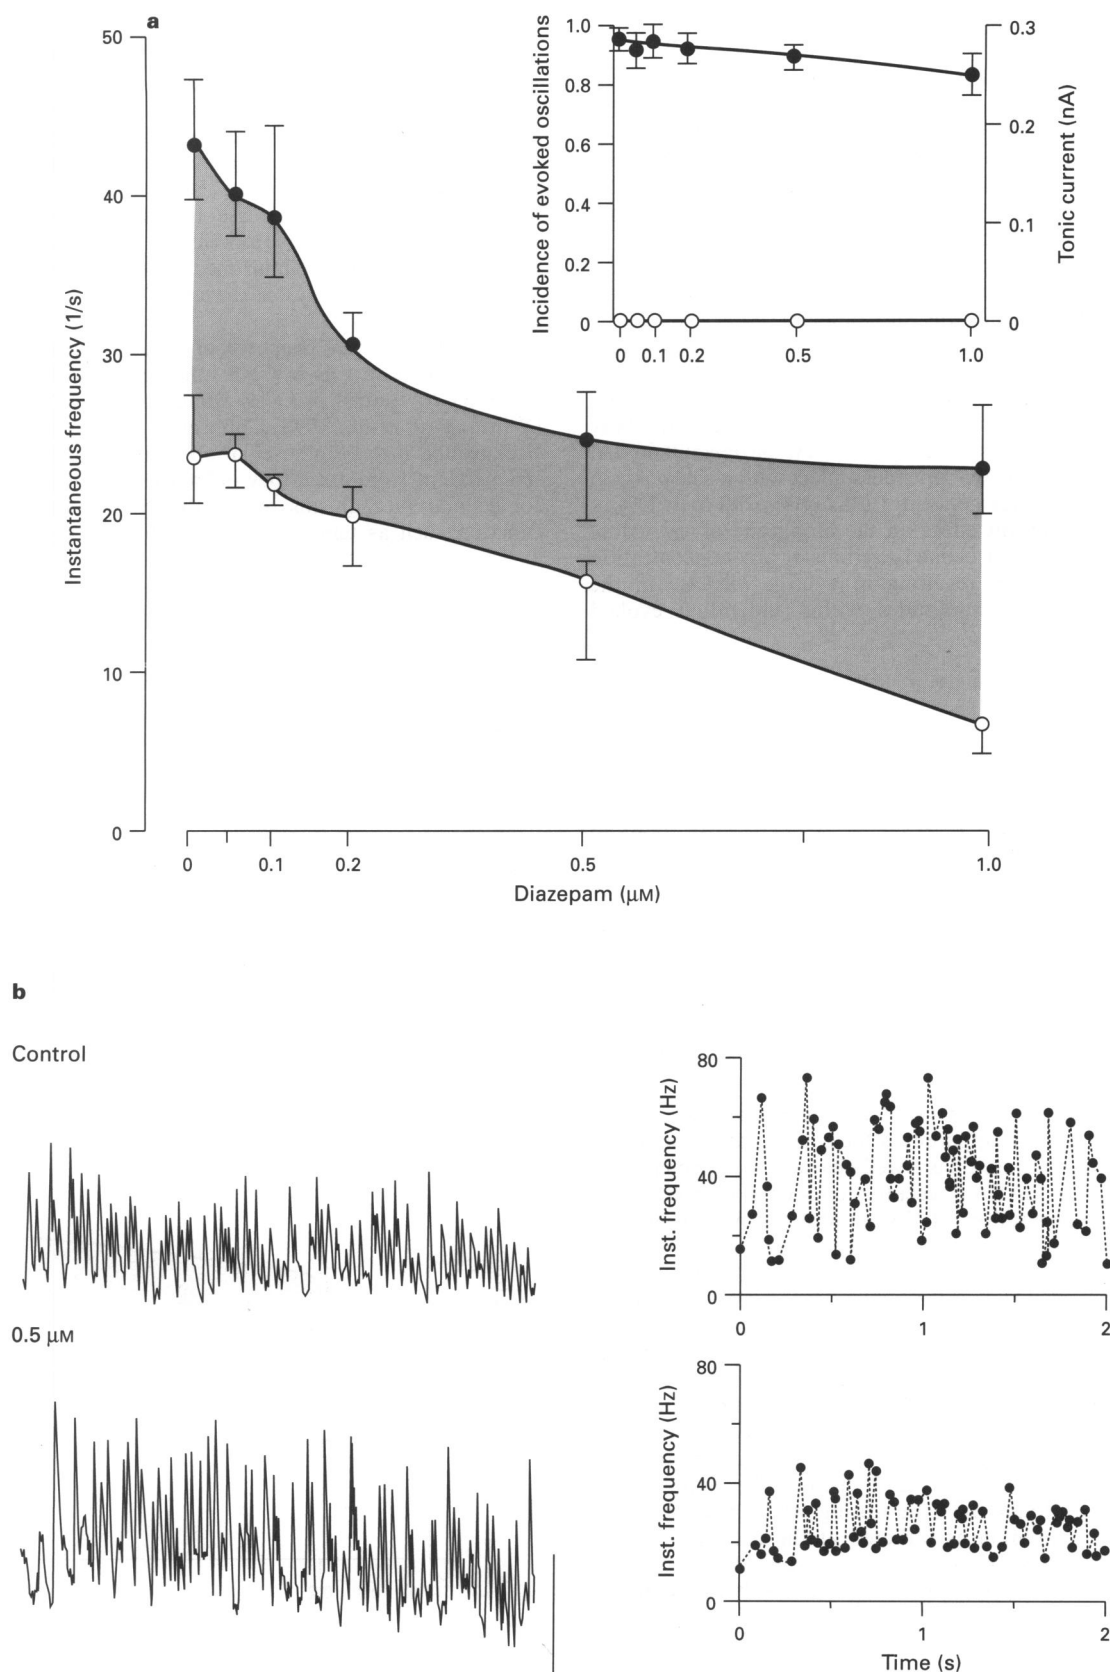 a
50
40
30
20
10
0
Instantaneous frequency (1/s)
0 0.1 0.2 0.5 1.0
Diazepam (μM)
1.0
0.8
0.6
0.4
0.2
0
Incidence of evoked oscillations
0.3
0.2
0.1
0
Tonic current (nA)
0 0.1 0.2 0.5 1.0
b
Control
0.5 μM
80
40
0
Inst. frequency (Hz)
0 1 2
80
40
0
Inst. frequency (Hz)
0 1 2
Time (s)